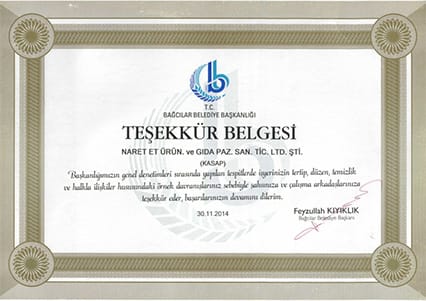 T.C.
BAĞCILAR BELEDİYE BAŞKANLIĞI
TEŞEKKÜR BELGESİ
NARET ET ÜRÜN. ve GIDA PAZ. SAN. TİC. LTD. ŞTİ.
(KASAP)
Başkanlığımızın genel denetimleri sırasında yapılan tespitlerde işyerinizin tertip, düzen, temizlik
ve halkla ilişkiler hususundaki örnek davranışlarınız sebebiyle şahsınıza ve çalışma arkadaşlarınıza
teşekkür eder, başarılarınızın devamını dilerim.
30.11.2014
Feyzullah KIYIKLIK
Bağcılar Belediye Başkanı